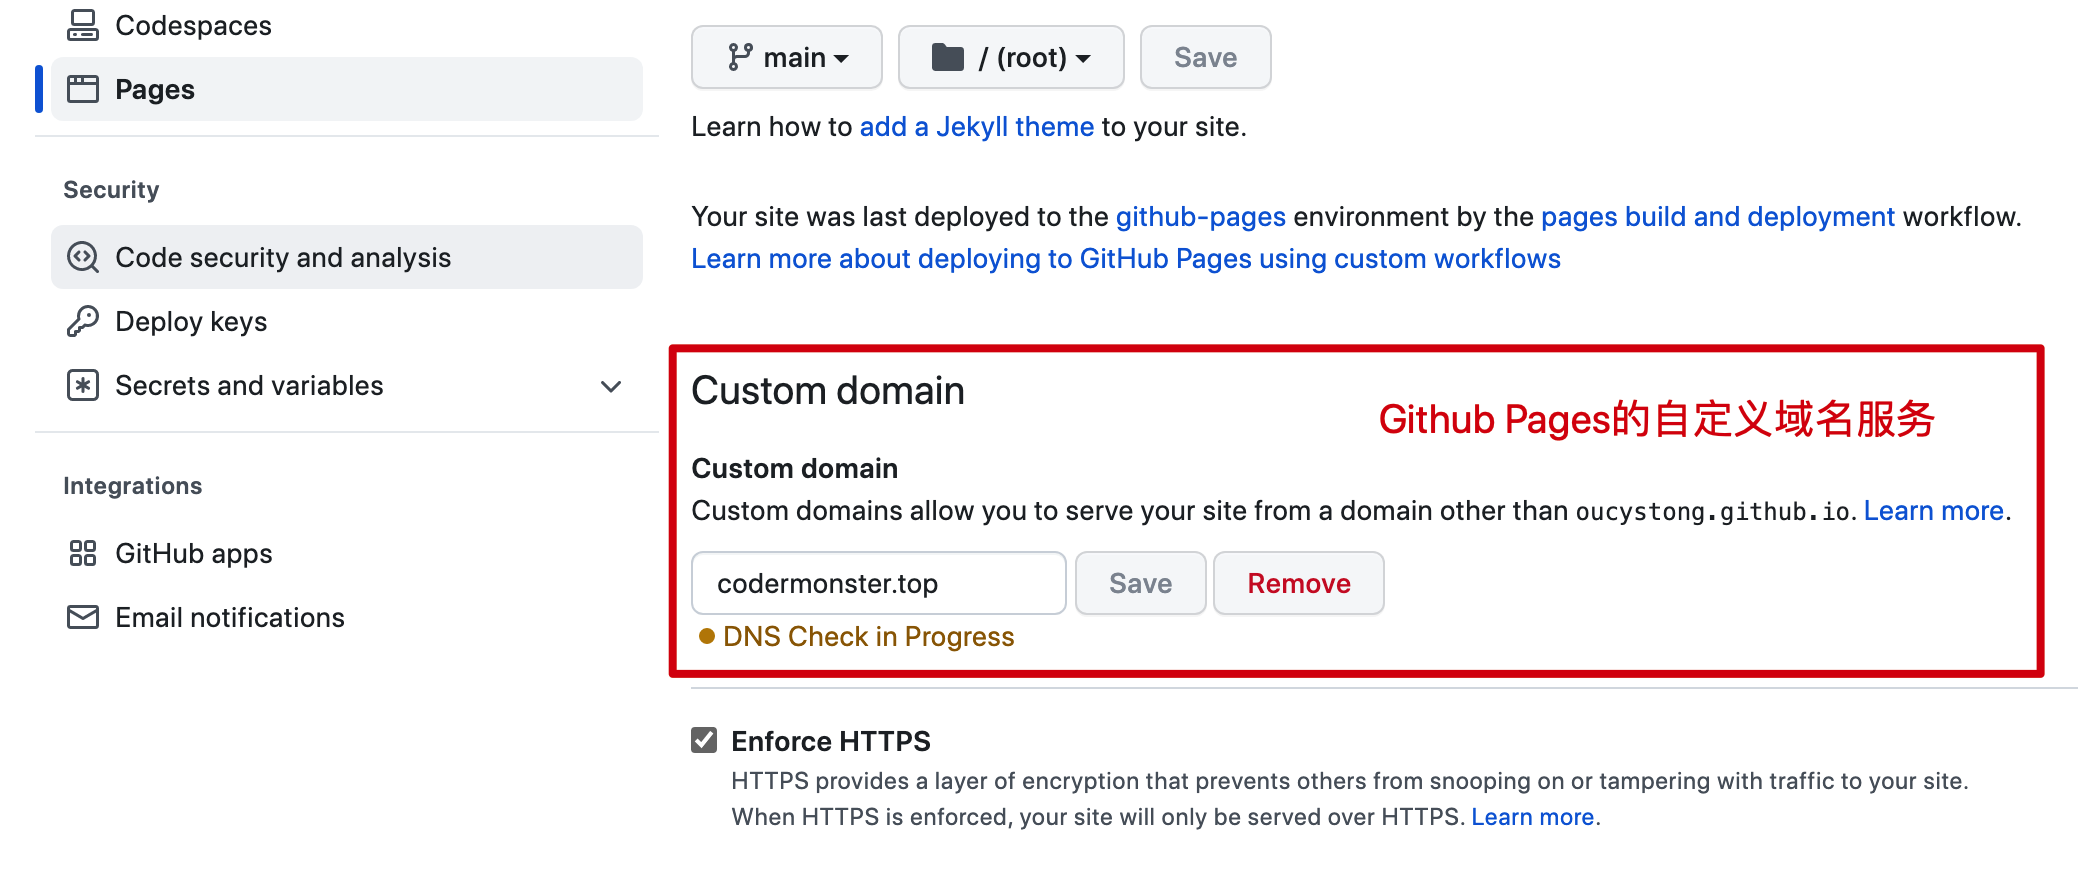 Codespaces
Pages
Security
Code security and analysis
Deploy keys
Secrets and variables
Integrations
GitHub apps
Email notifications
main
/ (root)
Save
Learn how to add a Jekyll theme to your site.
Your site was last deployed to the github-pages environment by the pages build and deployment workflow.
Learn more about deploying to GitHub Pages using custom workflows
Custom domain
Github Pages的自定义域名服务
Custom domain
Custom domains allow you to serve your site from a domain other than oucystong.github.io. Learn more.
codermonster.top
Save
Remove
DNS Check in Progress
Enforce HTTPS
HTTPS provides a layer of encryption that prevents others from snooping on or tampering with traffic to your site.
When HTTPS is enforced, your site will only be served over HTTPS. Learn more.